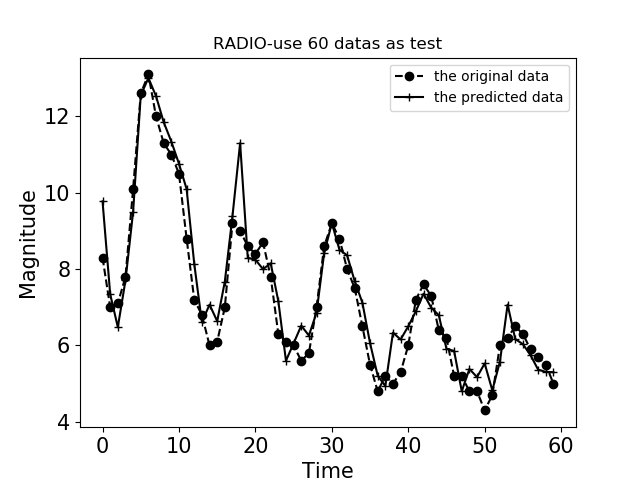 RADIO-use 60 datas as test
the original data
the predicted data
Magnitude
12
10
8
6
4
0 10 20 30 40 50 60
Time